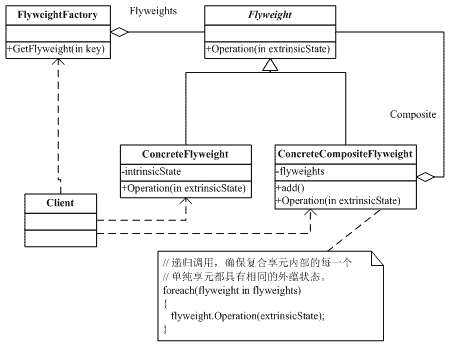 FlyweightFactory
Flyweights
Flyweight
+GetFlyweight(in key)
+Operation(in extrinsicState)
Composite
ConcreteFlyweight
ConcreteCompositeFlyweight
-intrinsicState
-flyweights
+Operation(in extrinsicState)
+add()
+Operation(in extrinsicState)
Client
// 递归调用，确保复合享元内部的每一个
// 单纯享元都具有相同的外蕴状态。
foreach(flyweight in flyweights)
{
flyweight.Operation(extrinsicState);
}